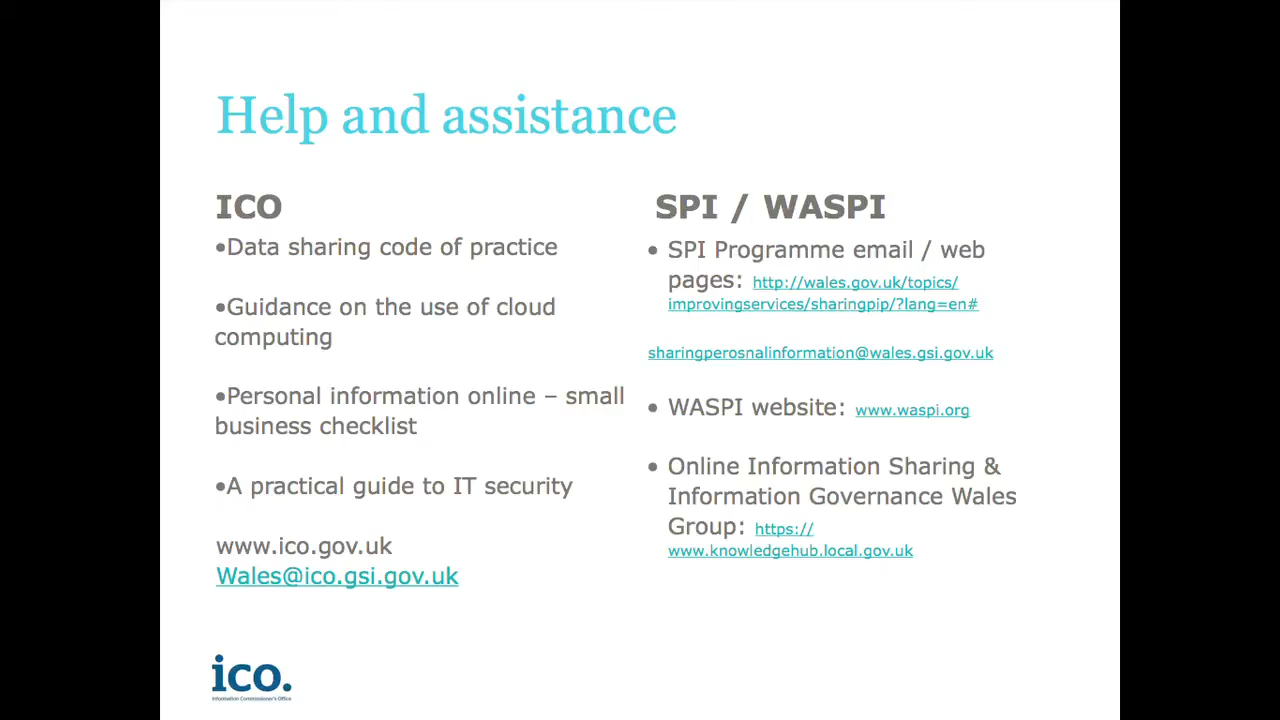 Help and assistance
ICO
•Data sharing code of practice
•Guidance on the use of cloud
computing
•Personal information online – small
business checklist
•A practical guide to IT security
www.ico.gov.uk
Wales@ico.gsi.gov.uk
SPI / WASPI
• SPI Programme email / web
pages: http://wales.gov.uk/topics/
improvingservices/sharingpip/?lang=en#
sharingperosnalinformation@wales.gsi.gov.uk
• WASPI website: www.waspi.org
• Online Information Sharing &
Information Governance Wales
Group: https://
www.knowledgehub.local.gov.uk
ico.
Information Commissioner's Office